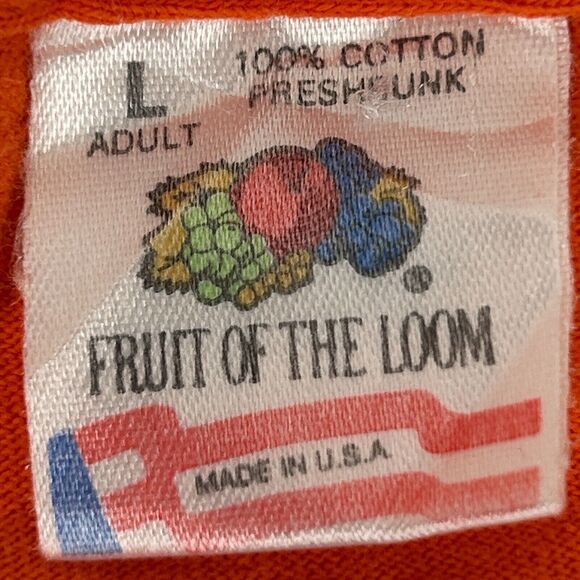 L
ADULT
100% COTTON
PRESHRUNK
FRUIT OF THE LOOM
®
MADE IN U.S.A.